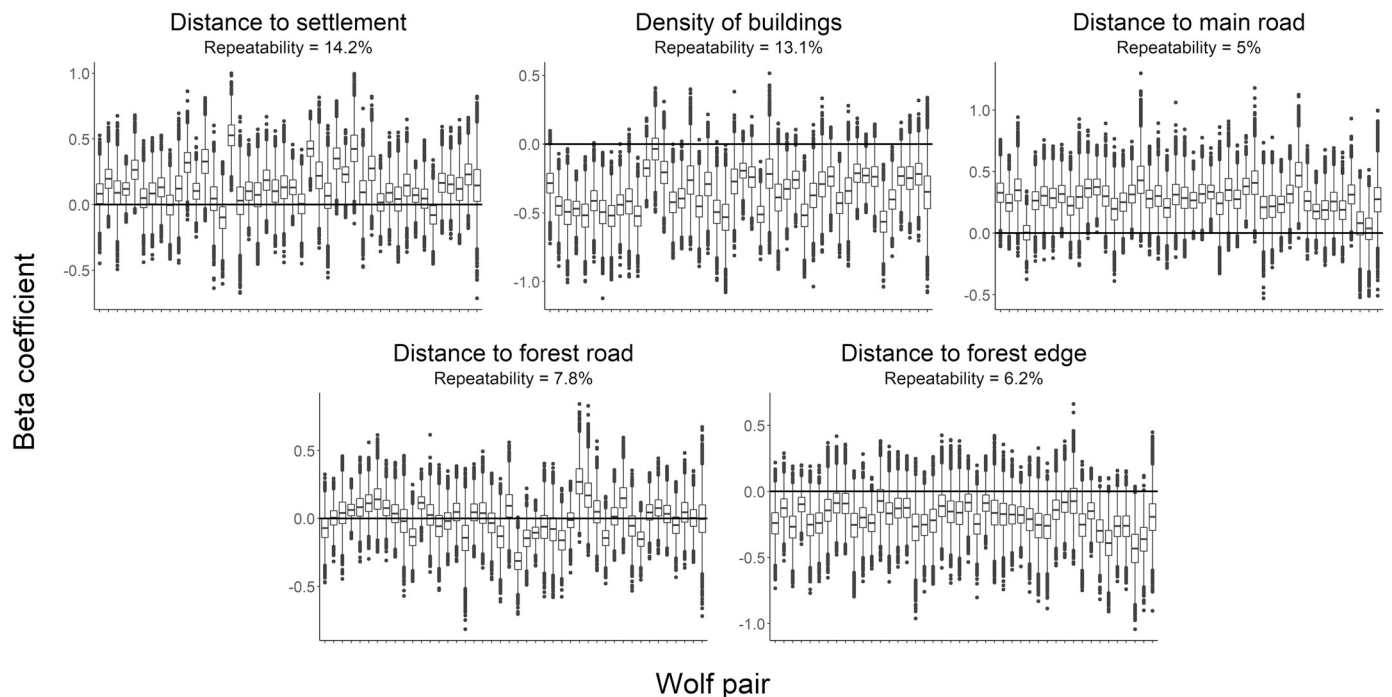 Distance to settlement
Repeatability = 14.2%
1.0
0.5
0.0
-0.5
Density of buildings
Repeatability = 13.1%
0.5
0.0
-0.5
-1.0
Distance to main road
Repeatability = 5%
1.0
0.5
0.0
-0.5
Beta coefficient
Distance to forest road
Repeatability = 7.8%
0.5
0.0
-0.5
Distance to forest edge
Repeatability = 6.2%
0.5
0.0
-0.5
-1.0
Wolf pair